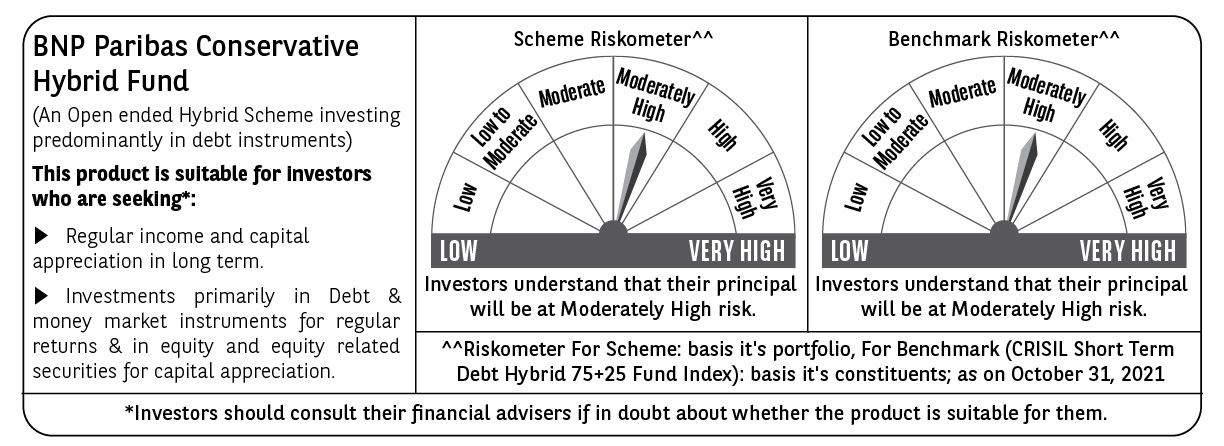 BNP Paribas Conservative
Hybrid Fund
(An Open ended Hybrid Scheme investing
predominantly in debt instruments)
This product is suitable for investors
who are seeking*:
▶ Regular income and capital
appreciation in long term.
▶ Investments primarily in Debt &
money market instruments for regular
returns & in equity and equity related
securities for capital appreciation.
Scheme Riskometer^^
Low
Low to
Moderate
Moderate
Moderately
High
High
Very
High
LOW
VERY HIGH
Investors understand that their principal
will be at Moderately High risk.
Benchmark Riskometer^^
Low
Low to
Moderate
Moderate
Moderately
High
High
Very
High
LOW
VERY HIGH
Investors understand that their principal
will be at Moderately High risk.
^^Riskometer For Scheme: basis it's portfolio, For Benchmark (CRISIL Short Term
Debt Hybrid 75+25 Fund Index): basis it's constituents; as on October 31, 2021
*Investors should consult their financial advisers if in doubt about whether the product is suitable for them.